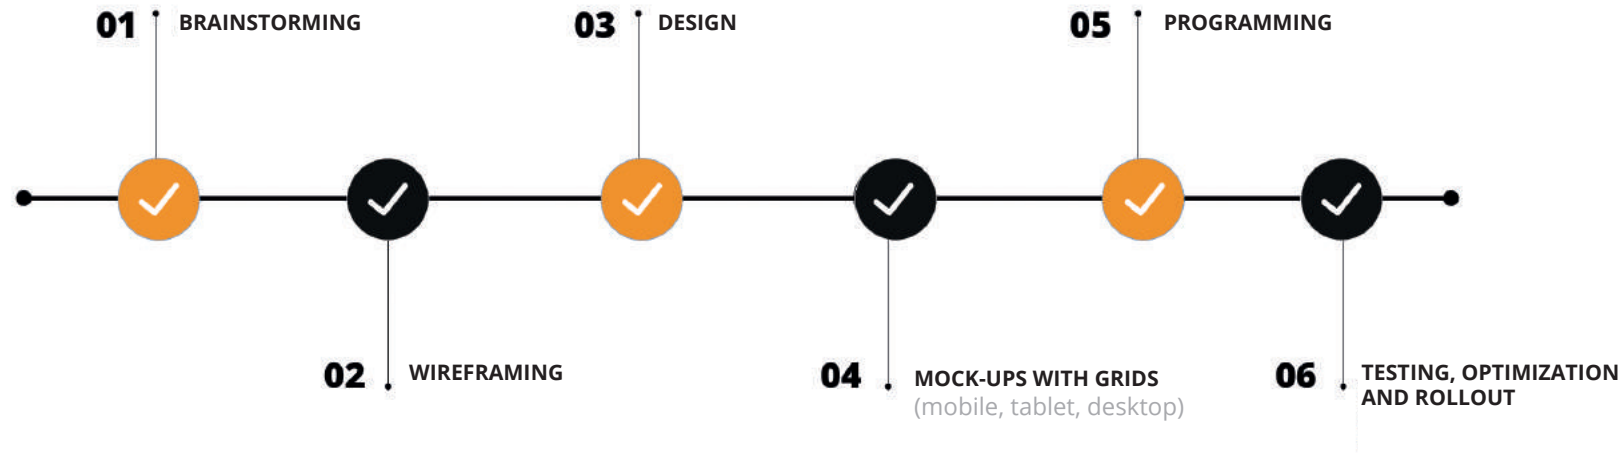 01 BRAINSTORMING
02 WIREFRAMING
03 DESIGN
04 MOCK-UPS WITH GRIDS
(mobile, tablet, desktop)
05 PROGRAMMING
06 TESTING, OPTIMIZATION
AND ROLLOUT